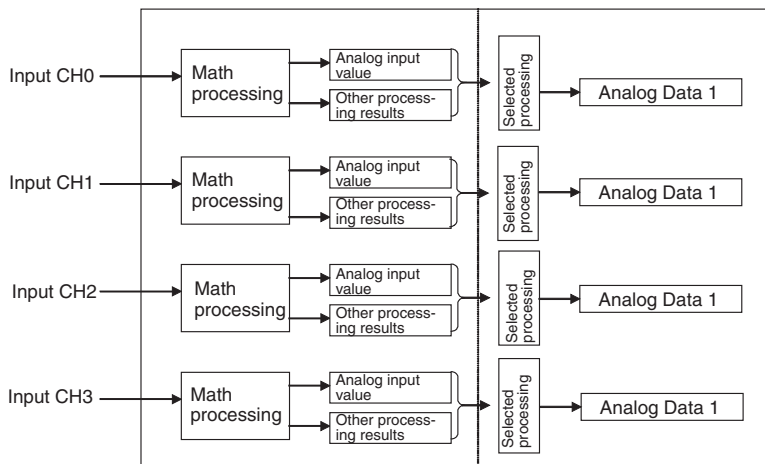 Input CH0
Math
processing
Analog input
value
Other process-
ing results
Selected
processing
Analog Data 1
Input CH1
Math
processing
Analog input
value
Other process-
ing results
Selected
processing
Analog Data 1
Input CH2
Math
processing
Analog input
value
Other process-
ing results
Selected
processing
Analog Data 1
Input CH3
Math
processing
Analog input
value
Other process-
ing results
Selected
processing
Analog Data 1